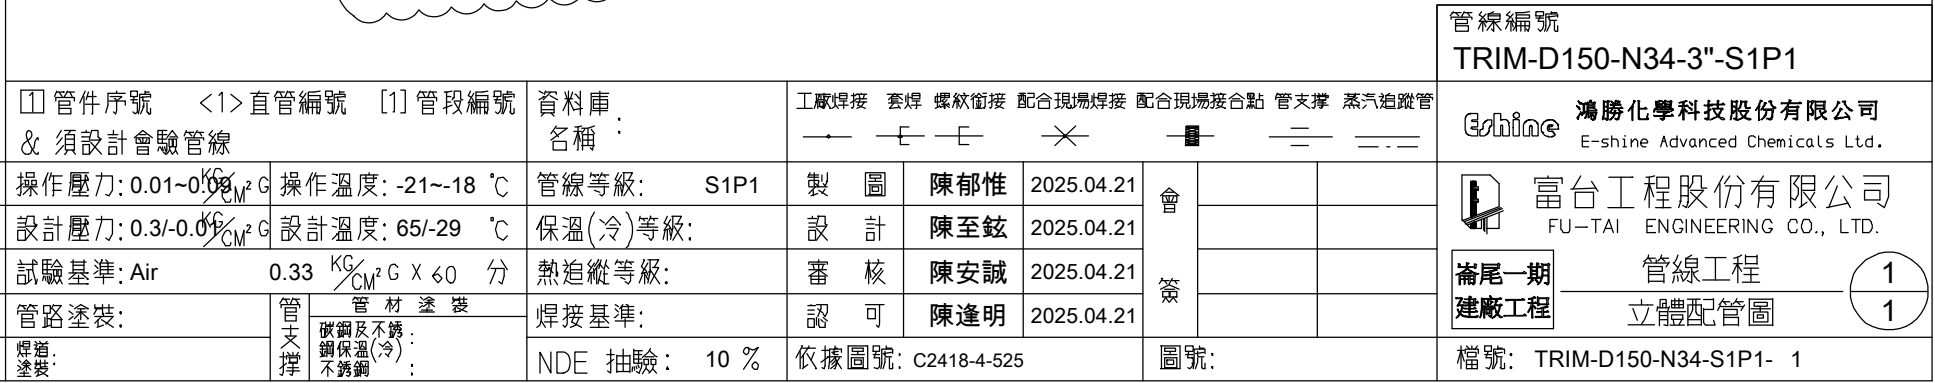 管線編號
TRIM-D150-N34-3"-S1P1
1 管件序號 <1>直管編號 [1] 管段編號
& 須設計會驗管線
資料庫
名稱 :
工廠焊接 套焊 螺紋銜接 配合現場焊接 配合現場接合點 管支撐 蒸汽追蹤管
Eshine 鴻勝化學科技股份有限公司
E-shine Advanced Chemicals Ltd.
操作壓力: 0.01~0.09 KG/CM² G 操作溫度: -21~-18 °C 管線等級: S1P1 製圖 陳郁惟 2025.04.21
設計壓力: 0.3/-0.01 KG/CM² G 設計溫度: 65/-29 °C 保溫(冷)等級: 設計 陳至鉉 2025.04.21
試驗基準: Air 0.33 KG/CM² G X 60 分 熱追縱等級: 審核 陳安誠 2025.04.21
管路塗裝: 焊接基準: 認可 陳逢明 2025.04.21
會簽
富台工程股份有限公司
FU-TAI ENGINEERING CO., LTD.
崙尾一期
建廠工程
管線工程
立體配管圖
1
1
焊道:
塗裝
管支撐
管材塗裝
碳鋼及不銹
鋼保溫(冷) :
不銹鋼 :
NDE 抽驗: 10 %
依據圖號: C2418-4-525
圖號:
檔號: TRIM-D150-N34-S1P1- 1